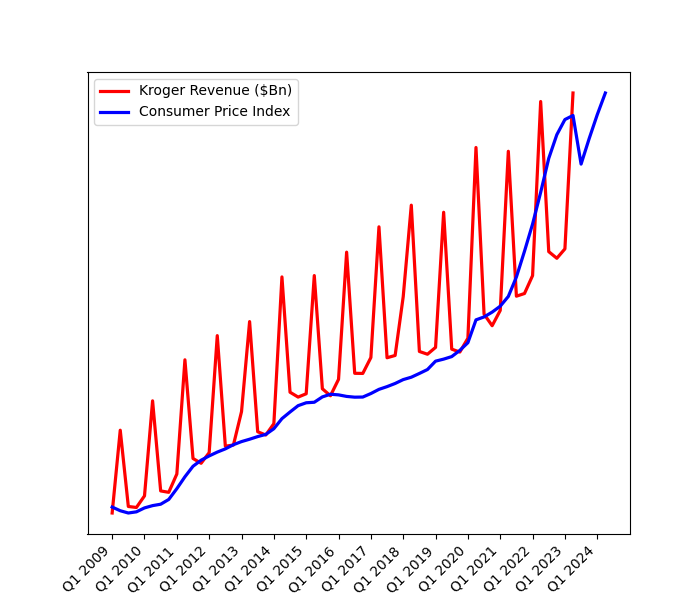 Kroger Revenue ($Bn)
Consumer Price Index
Q1 2009
Q1 2010
Q1 2011
Q1 2012
Q1 2013
Q1 2014
Q1 2015
Q1 2016
Q1 2017
Q1 2018
Q1 2019
Q1 2020
Q1 2021
Q1 2022
Q1 2023
Q1 2024